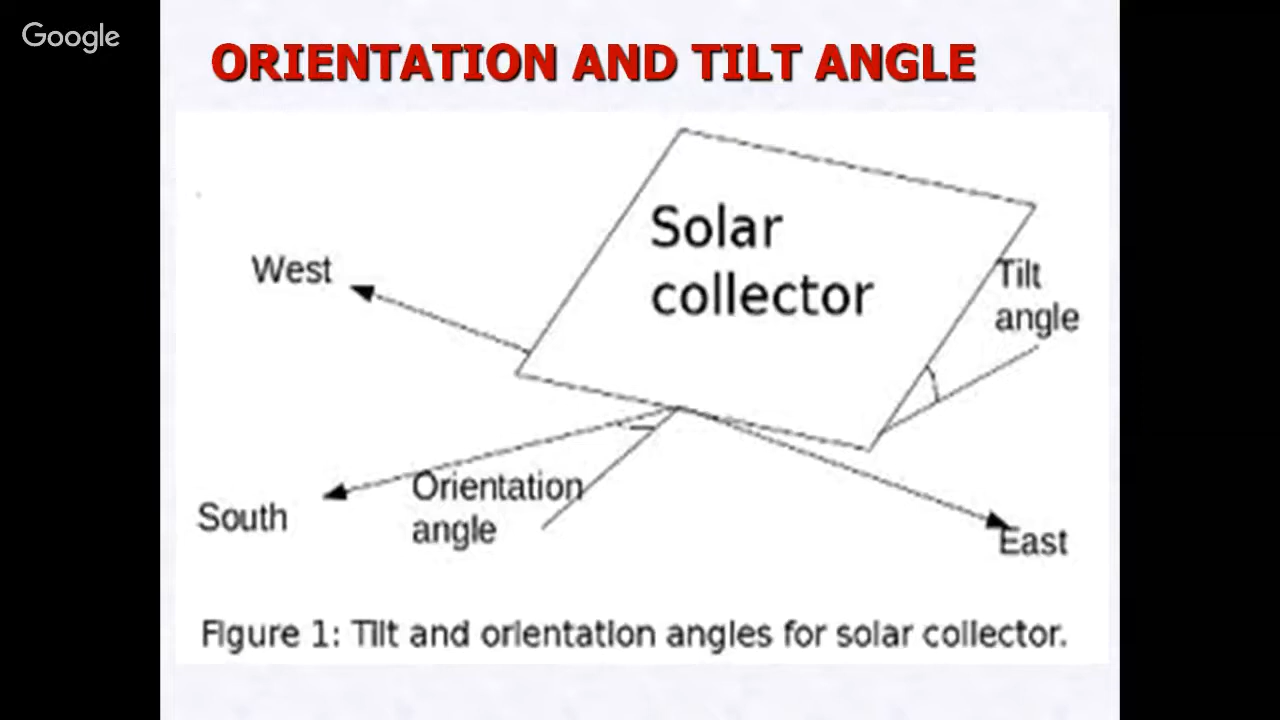 Google
ORIENTATION AND TILT ANGLE
Solar
collector
West
Tilt
angle
Orientation
angle
South
East
Figure 1: Tilt and orientation angles for solar collector.